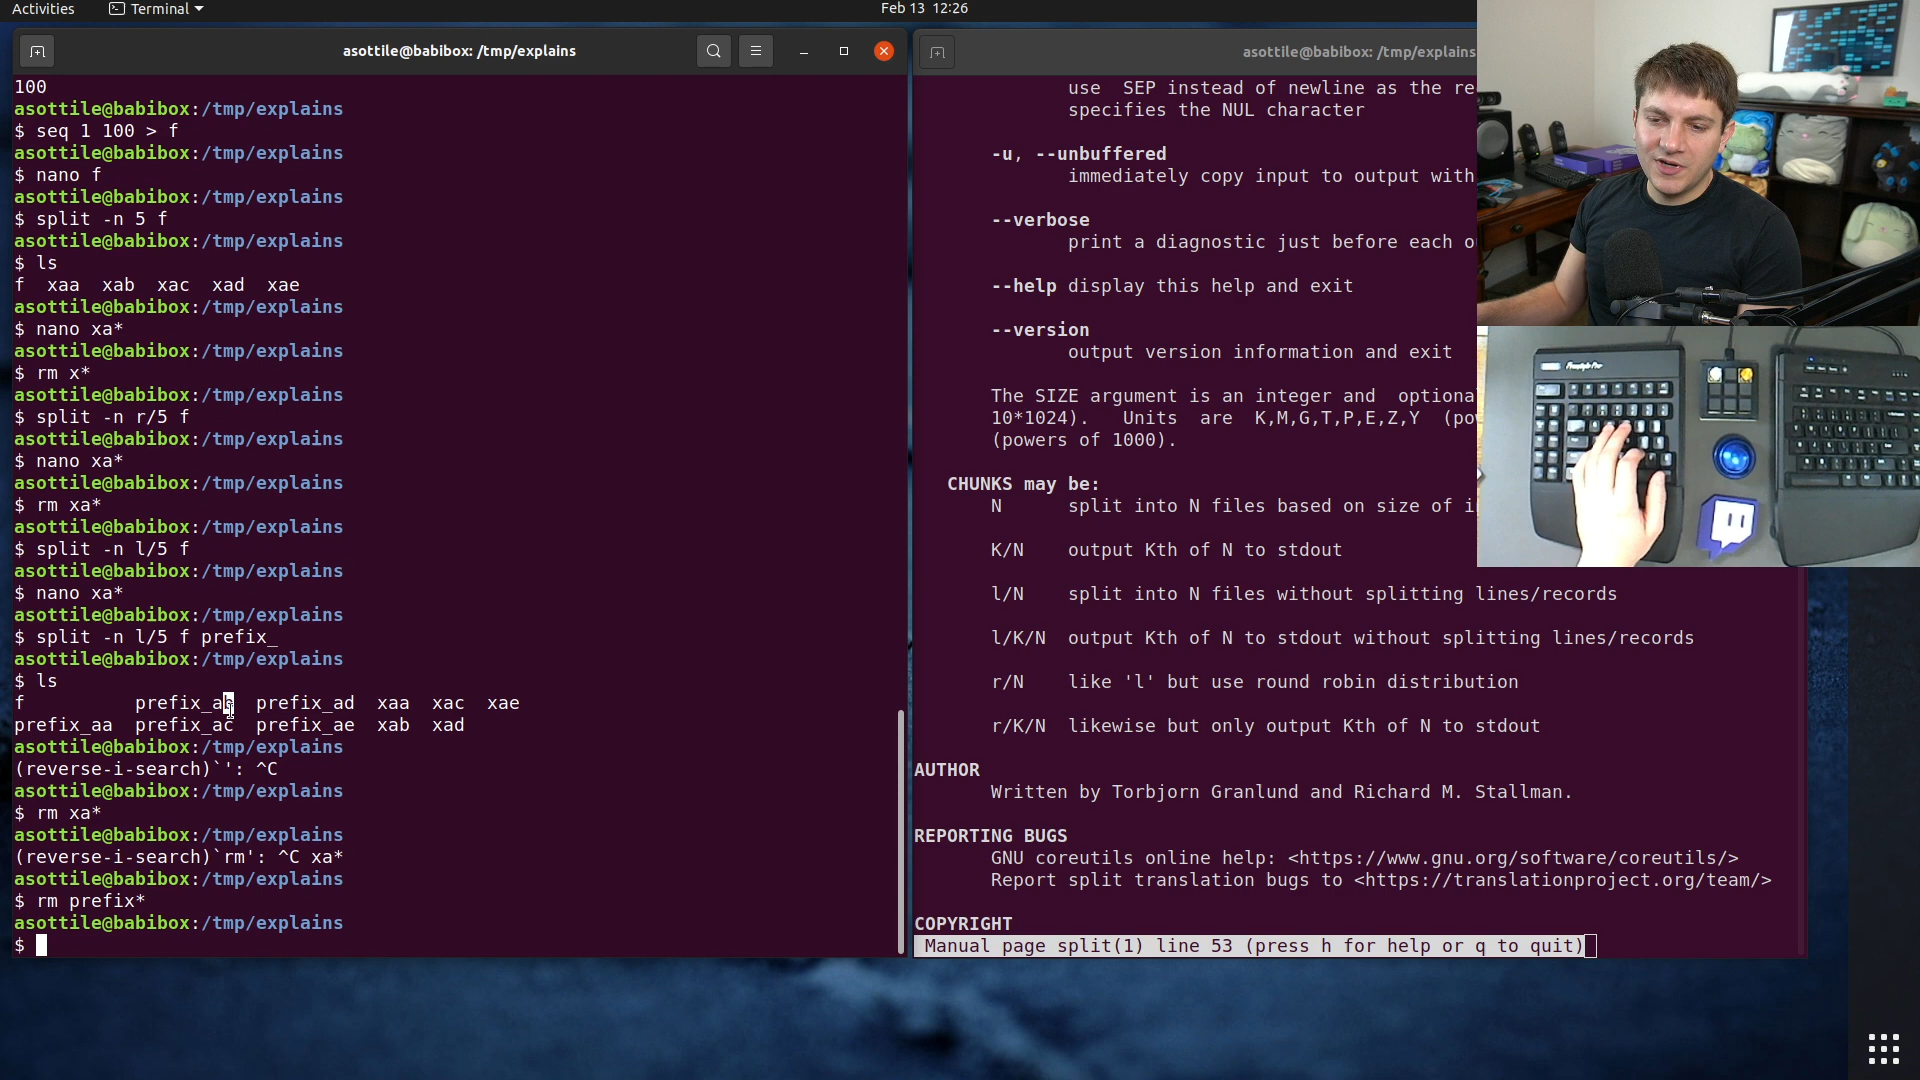 Activities
Terminal
Feb 13 12:26
asottile@babibox: /tmp/explains
100
asottile@babibox:/tmp/explains
$ seq 1 100 > f
asottile@babibox:/tmp/explains
$ nano f
asottile@babibox:/tmp/explains
$ split -n 5 f
asottile@babibox:/tmp/explains
$ ls
f xaa xab xac xad xae
asottile@babibox:/tmp/explains
$ nano xa*
asottile@babibox:/tmp/explains
$ rm x*
asottile@babibox:/tmp/explains
$ split -n r/5 f
asottile@babibox:/tmp/explains
$ nano xa*
asottile@babibox:/tmp/explains
$ rm xa*
asottile@babibox:/tmp/explains
$ split -n l/5 f
asottile@babibox:/tmp/explains
$ nano xa*
asottile@babibox:/tmp/explains
$ split -n l/5 f prefix_
asottile@babibox:/tmp/explains
$ ls
f prefix_ab prefix_ad xaa xac xae
prefix_aa prefix_ac prefix_ae xab xad
asottile@babibox:/tmp/explains
(reverse-i-search)`': ^C
asottile@babibox:/tmp/explains
$ rm xa*
asottile@babibox:/tmp/explains
(reverse-i-search)`rm': ^C xa*
asottile@babibox:/tmp/explains
$ rm prefix*
asottile@babibox:/tmp/explains
$
asottile@babibox: /tmp/explains
use SEP instead of newline as the re
specifies the NUL character
-u, --unbuffered
immediately copy input to output with
--verbose
print a diagnostic just before each o
--help display this help and exit
--version
output version information and exit
The SIZE argument is an integer and optiona
10*1024). Units are K,M,G,T,P,E,Z,Y (po
(powers of 1000).
CHUNKS may be:
N split into N files based on size of i
K/N output Kth of N to stdout
l/N split into N files without splitting lines/records
l/K/N output Kth of N to stdout without splitting lines/records
r/N like 'l' but use round robin distribution
r/K/N likewise but only output Kth of N to stdout
AUTHOR
Written by Torbjorn Granlund and Richard M. Stallman.
REPORTING BUGS
GNU coreutils online help: <https://www.gnu.org/software/coreutils/>
Report split translation bugs to <https://translationproject.org/team/>
COPYRIGHT
Manual page split(1) line 53 (press h for help or q to quit)
Freestyle Pro